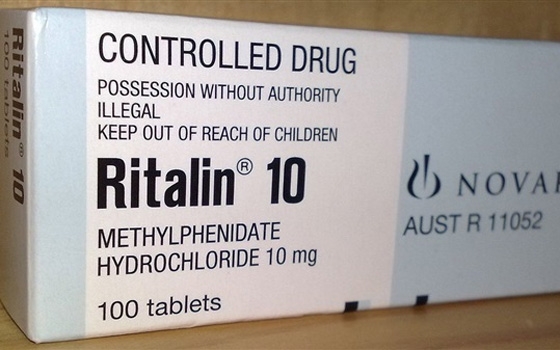 Ritalin® 10
100 tablets
CONTROLLED DRUG
POSSESSION WITHOUT AUTHORITY
ILLEGAL
KEEP OUT OF REACH OF CHILDREN
Ritalin® 10
METHYLPHENIDATE
HYDROCHLORIDE 10 mg
100 tablets
NOVAR
AUST R 11052